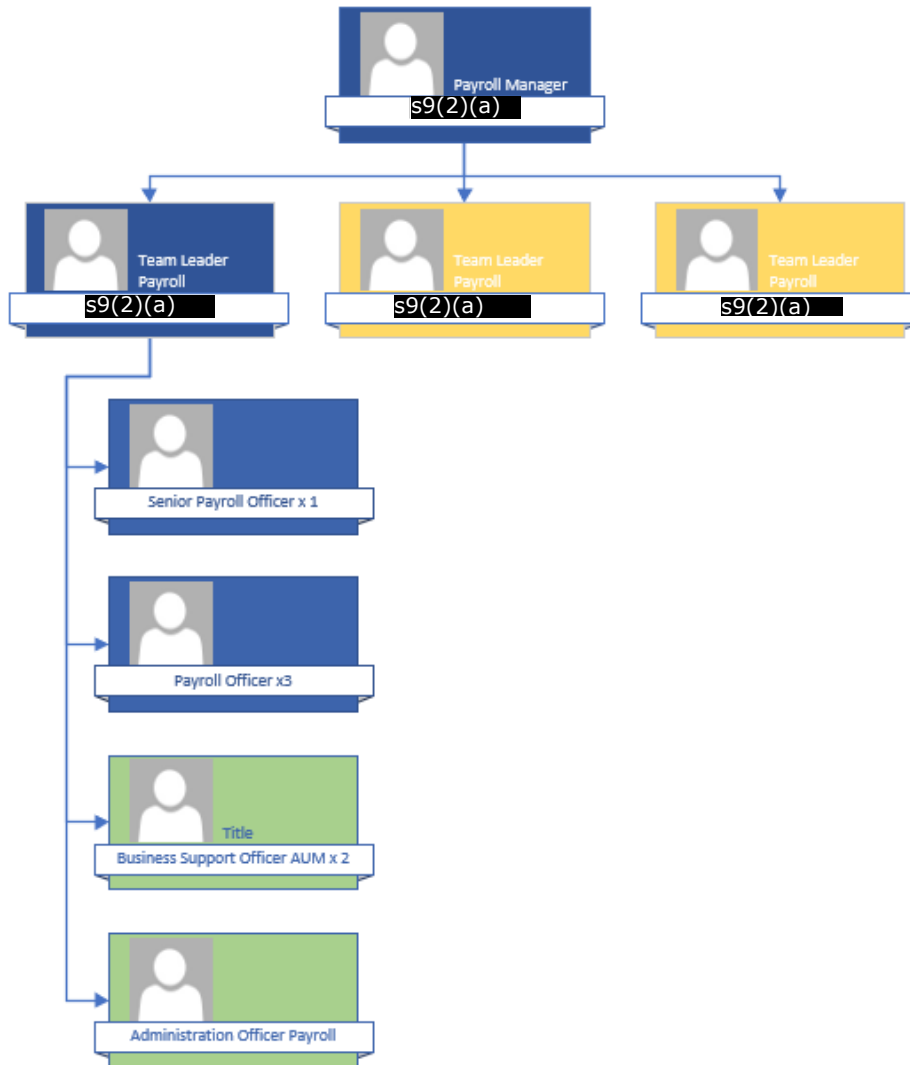 Payroll Manager
s9(2)(a)
Team Leader
Payroll
s9(2)(a)
Team Leader
Payroll
s9(2)(a)
Team Leader
Payroll
s9(2)(a)
Senior Payroll Officer x 1
Payroll Officer x3
Title
Business Support Officer AUM x 2
Administration Officer Payroll